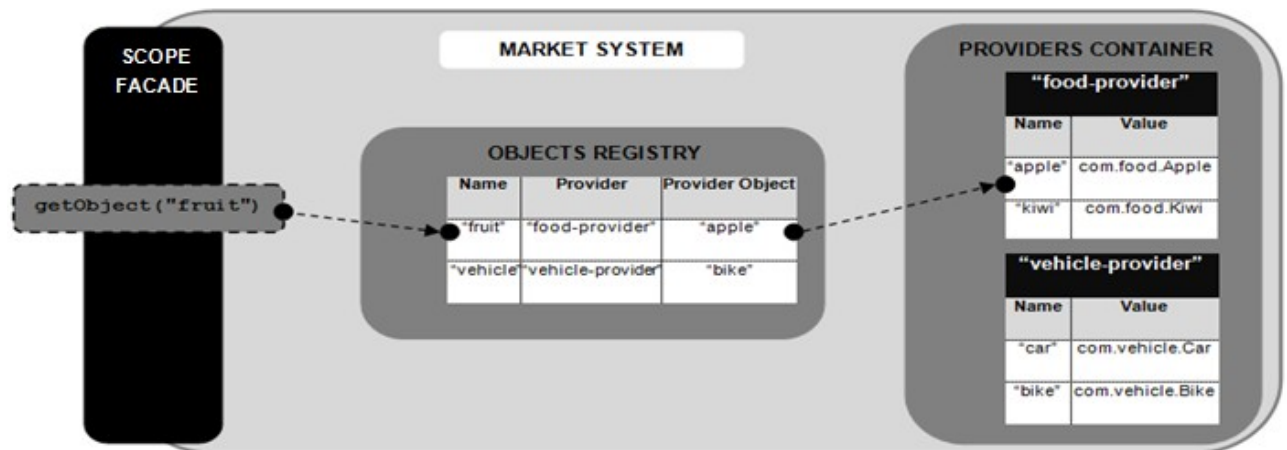 SCOPE
FACADE
getObject("fruit")
MARKET SYSTEM
OBJECTS REGISTRY
Name Provider Provider Object
"fruit" "food-provider" "apple"
"vehicle" "vehicle-provider" "bike"
PROVIDERS CONTAINER
"food-provider"
Name Value
"apple" com.food.Apple
"kiwi" com.food.Kiwi
"vehicle-provider"
Name Value
"car" com.vehicle.Car
"bike" com.vehicle.Bike